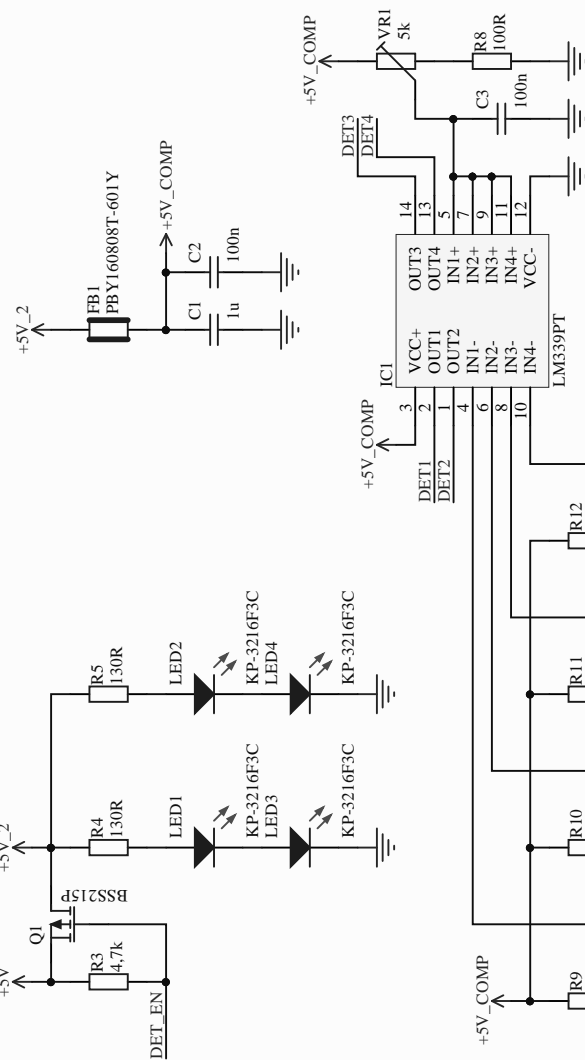 +5V_COMP
VR1
5k
R8
100R
C3
100n
DET3
DET4
14
13
5
7
9
11
12
OUT3
OUT4
IN1+
IN2+
IN3+
IN4+
VCC-
VCC+
OUT1
OUT2
IN1-
IN2-
IN3-
IN4-
IC1
LM339PT
3
2
1
4
6
8
10
+5V_COMP
DET1
DET2
+5V_2
FB1
PBY160808T-601Y
+5V_COMP
C2
100n
C1
1u
R5
130R
LED2
KP-3216F3C
LED4
KP-3216F3C
+5V_2
R4
130R
LED1
KP-3216F3C
LED3
KP-3216F3C
Q1
BSS215P
+5V
R3
4,7k
DET_EN
R12
R11
R10
+5V_COMP
R9